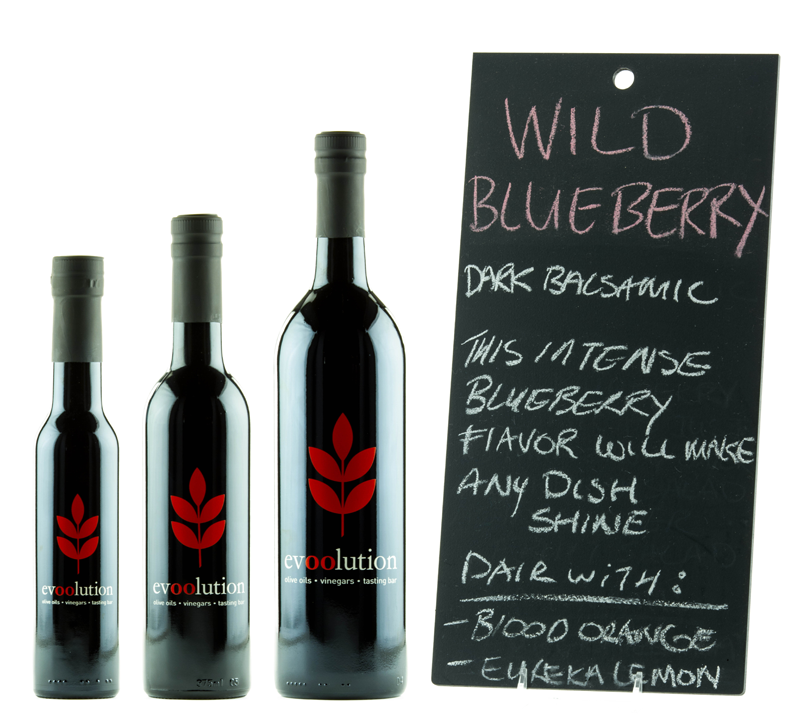 evoolution
olive oils • vinegars • tasting bar
evoolution
olive oils • vinegars • tasting bar
evoolution
olive oils • vinegars • tasting bar
WILD
BLUEBERRY
DARK BALSAMIC
THIS INTENSE
BLUEBERRY
FLAVOR WILL MAKE
ANY DISH
SHINE
PAIR WITH:
- BLOOD ORANGE
- EUREKA LEMON